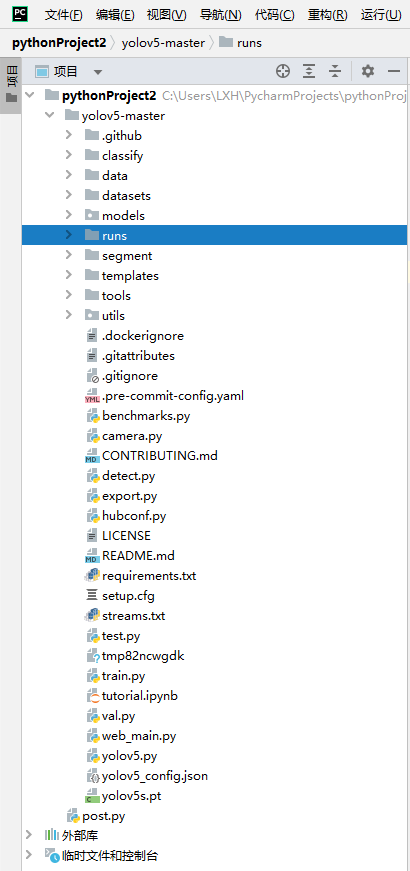 PC 文件(F) 编辑(E) 视图(V) 导航(N) 代码(C) 重构(R) 运行(U)
pythonProject2 yolov5-master runs
项目 项目
pythonProject2 C:\Users\LXH\PycharmProjects\pythonProj
yolov5-master
.github
classify
data
datasets
models
runs
segment
templates
tools
utils
.dockerignore
.gitattributes
.gitignore
.pre-commit-config.yaml
benchmarks.py
camera.py
CONTRIBUTING.md
detect.py
export.py
hubconf.py
LICENSE
README.md
requirements.txt
setup.cfg
streams.txt
test.py
tmp82ncwgdk
train.py
tutorial.ipynb
val.py
web_main.py
yolov5.py
yolov5_config.json
yolov5s.pt
post.py
外部库
临时文件和控制台